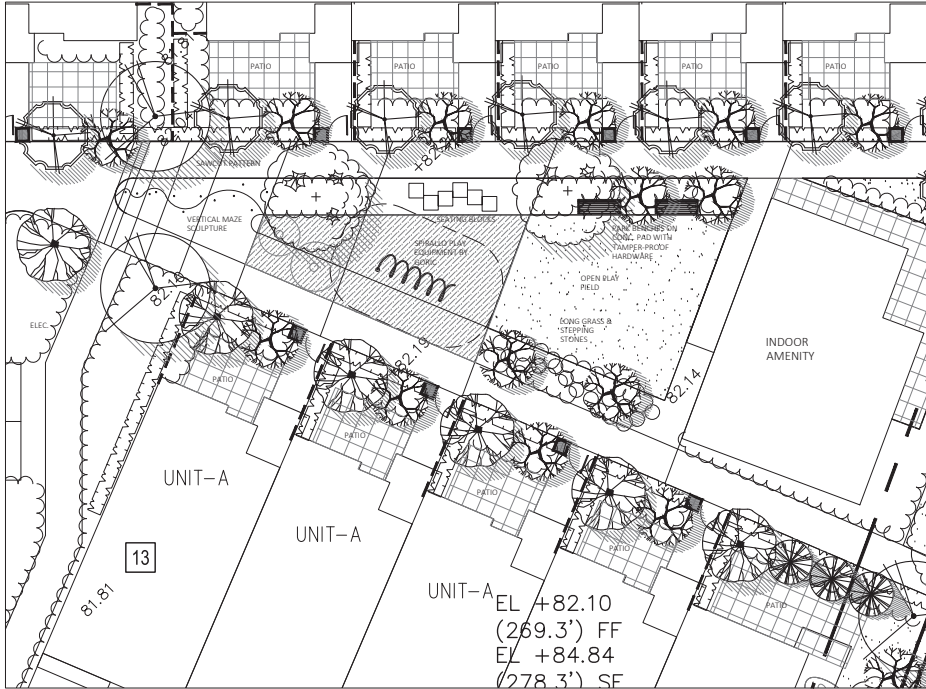 PATIO
PATIO
PATIO
PATIO
PATIO
SAWCUT PATTERN
VERTICAL MAZE
SCULPTURE
SEATING BLOCKS
SPIRALLO PLAY
EQUIPMENT BY
GORIC
PARK BENCHES ON
CONC. PAD WITH
TAMPER-PROOF
HARDWARE
OPEN PLAY
FIELD
LONG GRASS &
STEPPING
STONES
ELEC.
INDOOR
AMENITY
82.19
82.14
PATIO
PATIO
PATIO
PATIO
PATIO
UNIT-A
UNIT-A
UNIT-A
13
81.81
EL +82.10
(269.3') FF
EL +84.84
(278.3') SF